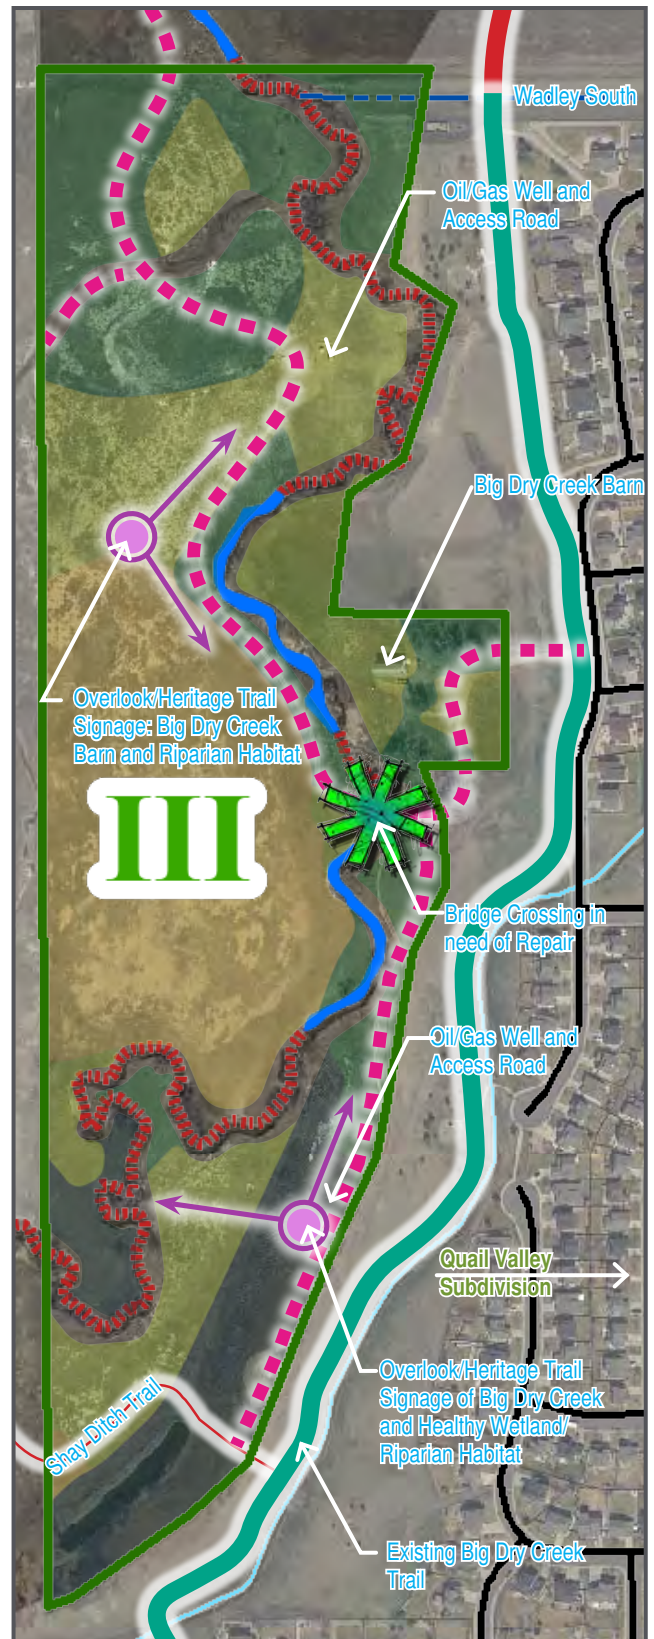 Wadley South
Oil/Gas Well and
Access Road
Big Dry Creek Barn
Overlook/Heritage Trail
Signage: Big Dry Creek
Barn and Riparian Habitat
III
Bridge Crossing in
need of Repair
Oil/Gas Well and
Access Road
Quail Valley
Subdivision
Overlook/Heritage Trail
Signage of Big Dry Creek
and Healthy Wetland/
Riparian Habitat
Shay Ditch Trail
Existing Big Dry Creek
Trail